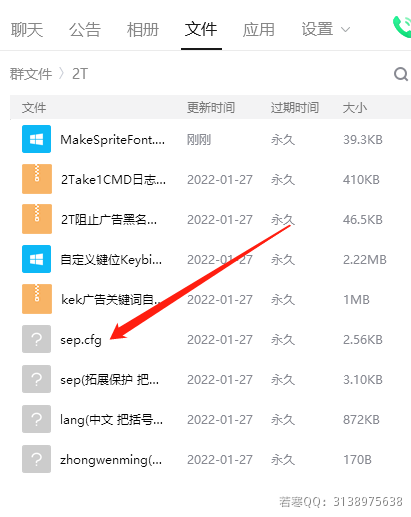 聊天 公告 相册 文件 应用 设置
群文件 〉2T
文件 更新时间 过期时间 大小
MakeSpriteFont.... 刚刚 永久 39.3KB
2Take1CMD日志... 2022-01-27 永久 410KB
2T阻止广告黑名... 2022-01-27 永久 46.5KB
自定义键位Keybi... 2022-01-27 永久 2.22MB
kek广告关键词自... 2022-01-27 永久 1MB
sep.cfg 2022-01-27 永久 2.56KB
sep(拓展保护 把... 2022-01-27 永久 3.10KB
lang(中文 把括号... 2022-01-27 永久 872KB
zhongwenming(... 2022-01-27 永久 170B
若寒QQ：3138975638